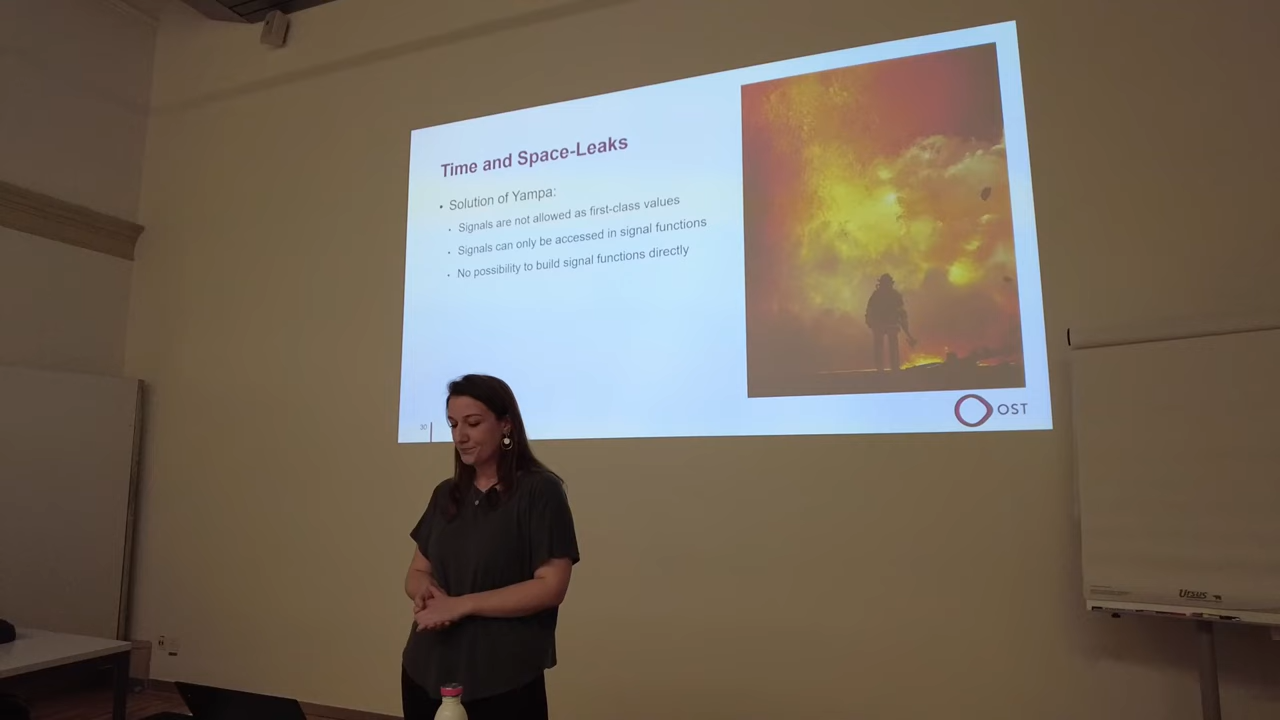 Time and Space-Leaks
• Solution of Yampa:
• Signals are not allowed as first-class values
• Signals can only be accessed in signal functions
• No possibility to build signal functions directly
30
OST
Ursus